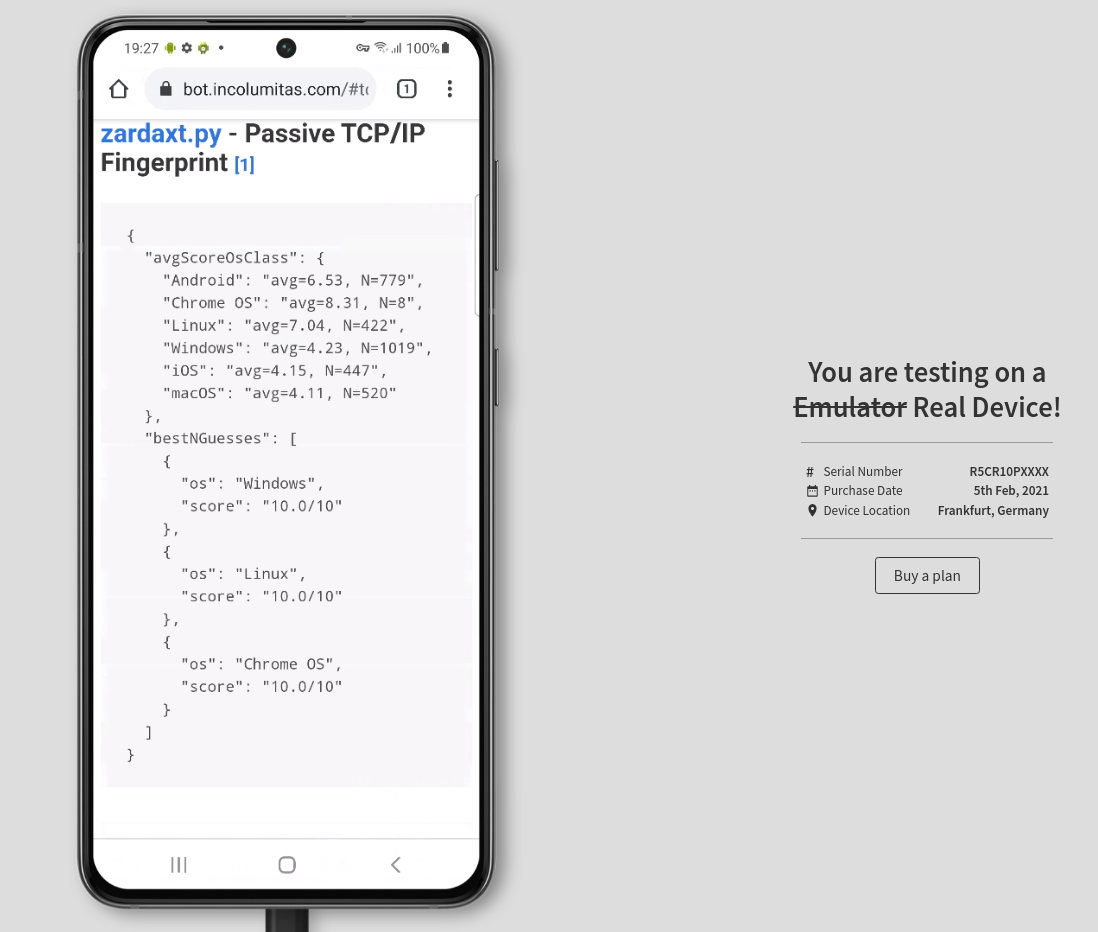 19:27
100%
bot.incolumitas.com/#t
1
zardaxt.py - Passive TCP/IP
Fingerprint [1]
{
"avgScoreOsClass": {
"Android": "avg=6.53, N=779",
"Chrome OS": "avg=8.31, N=8",
"Linux": "avg=7.04, N=422",
"Windows": "avg=4.23, N=1019",
"iOS": "avg=4.15, N=447",
"macOS": "avg=4.11, N=520"
},
"bestNGuesses": [
{
"os": "Windows",
"score": "10.0/10"
},
{
"os": "Linux",
"score": "10.0/10"
},
{
"os": "Chrome OS",
"score": "10.0/10"
}
]
}
You are testing on a
Emulator Real Device!
# Serial Number R5CR10PXXXX
Purchase Date 5th Feb, 2021
Device Location Frankfurt, Germany
Buy a plan